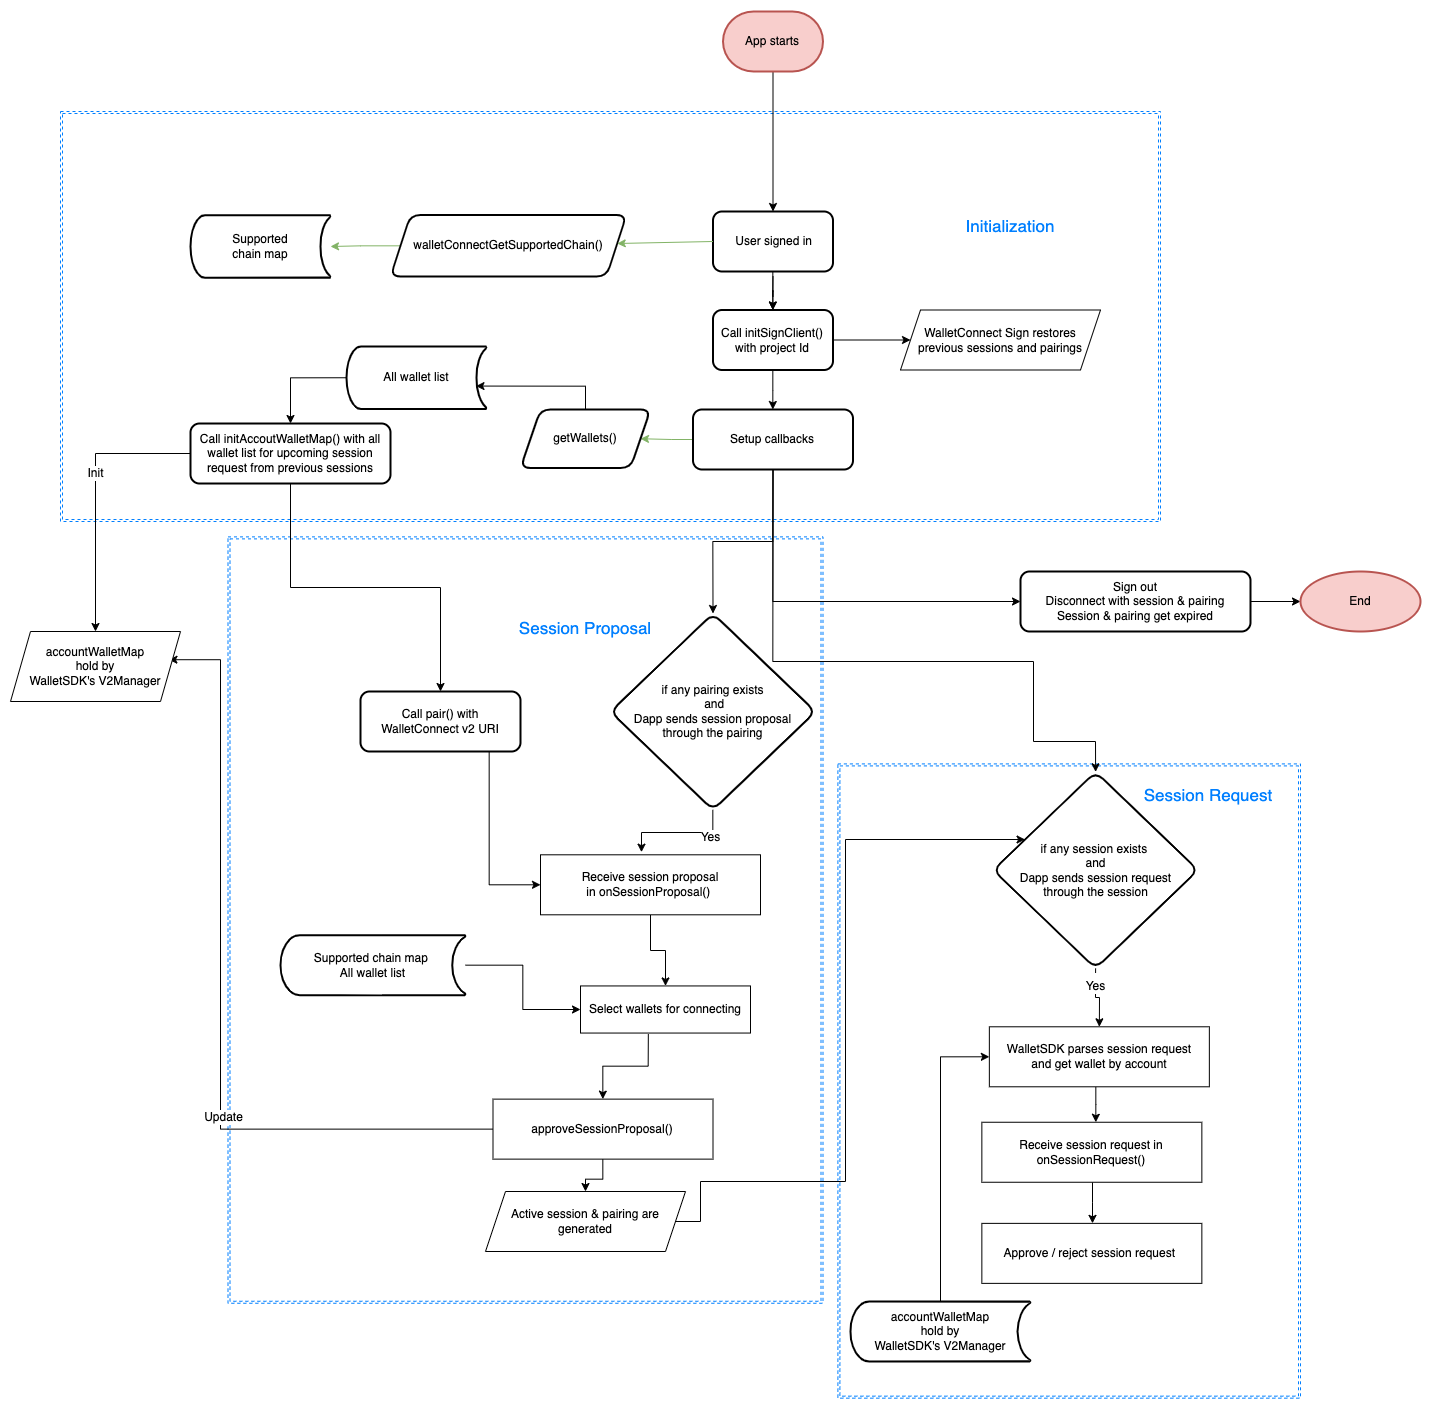 App starts
Initialization
Supported
chain map
walletConnectGetSupportedChain()
User signed in
Call initSignClient()
with project Id
WalletConnect Sign restores
previous sessions and pairings
All wallet list
getWallets()
Setup callbacks
Call initAccoutWalletMap() with all
wallet list for upcoming session
request from previous sessions
Init
accountWalletMap
hold by
WalletSDK's V2Manager
Session Proposal
Sign out
Disconnect with session & pairing
Session & pairing get expired
End
Call pair() with
WalletConnect v2 URI
if any pairing exists
and
Dapp sends session proposal
through the pairing
Yes
Receive session proposal
in onSessionProposal()
Supported chain map
All wallet list
Select wallets for connecting
Update
approveSessionProposal()
Active session & pairing are
generated
Session Request
if any session exists
and
Dapp sends session request
through the session
Yes
WalletSDK parses session request
and get wallet by account
Receive session request in
onSessionRequest()
Approve / reject session request
accountWalletMap
hold by
WalletSDK's V2Manager